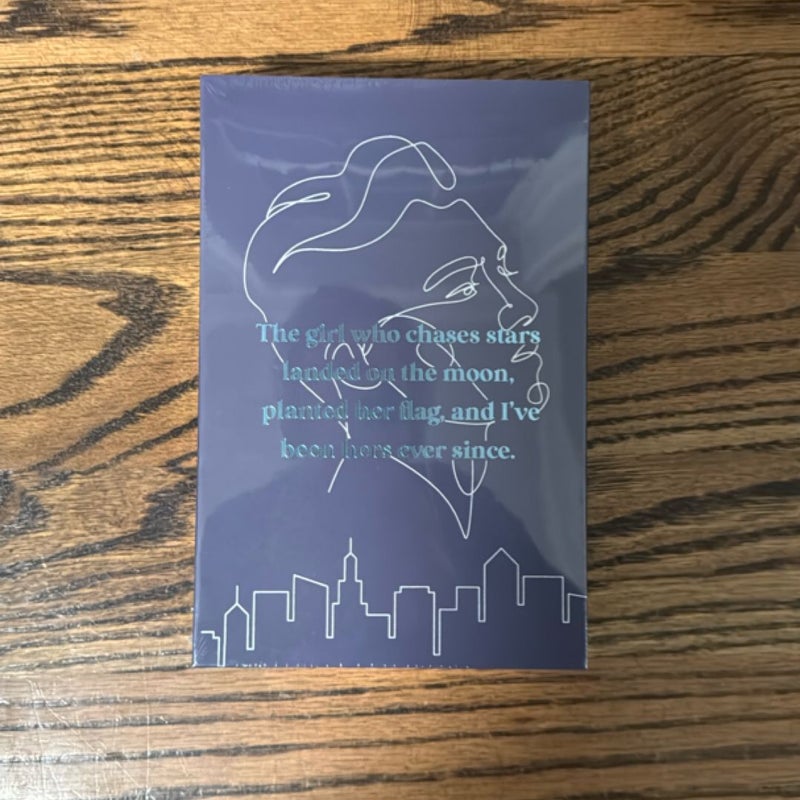 The girl who chases stars
landed on the moon,
planted her flag, and I've
been hers ever since.